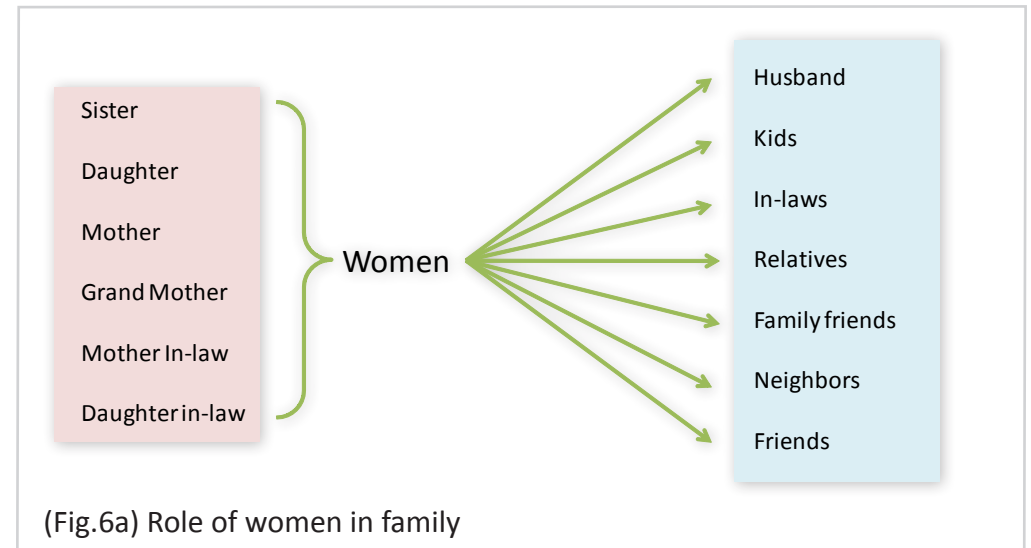 Sister
Daughter
Mother
Grand Mother
Mother In-law
Daughter in-law
Women
Husband
Kids
In-laws
Relatives
Family friends
Neighbors
Friends
(Fig.6a) Role of women in family